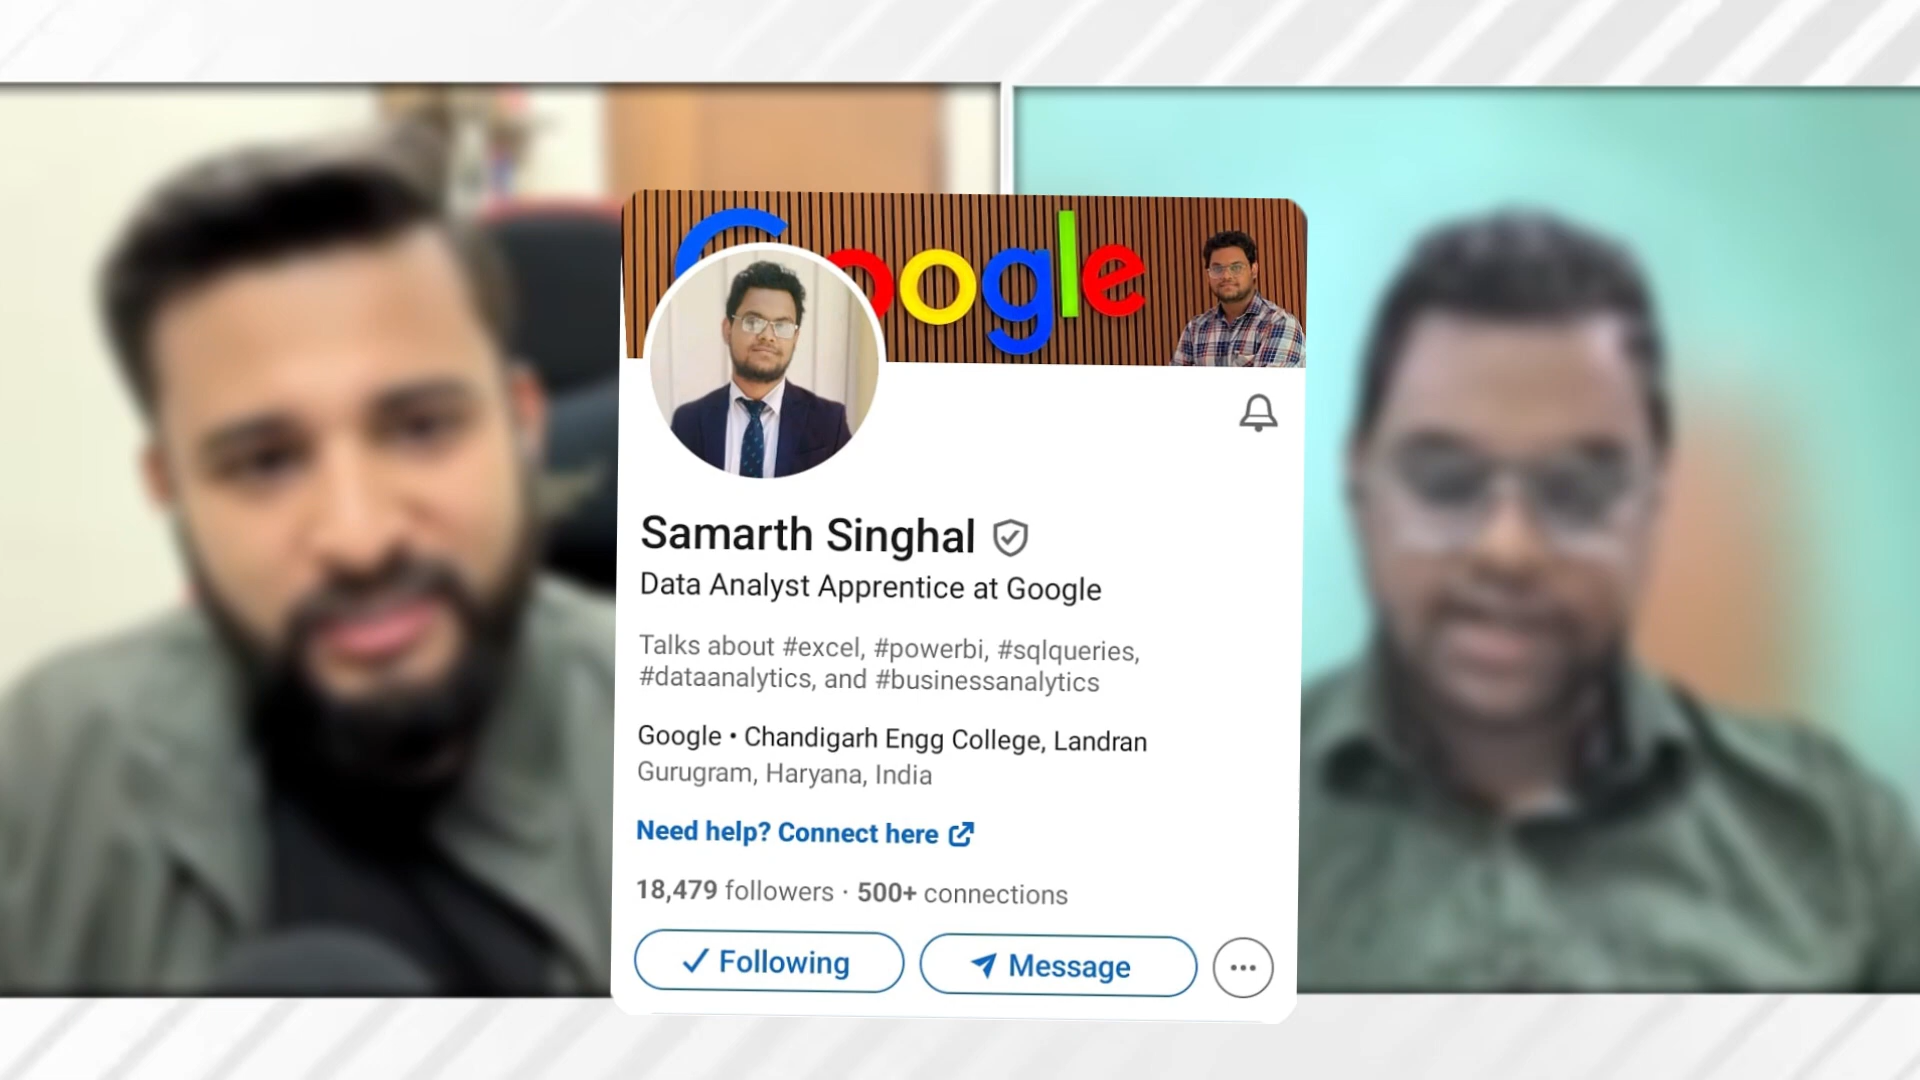 Google
Samarth Singhal
Data Analyst Apprentice at Google
Talks about #excel, #powerbi, #sqlqueries,
#dataanalytics, and #businessanalytics
Google • Chandigarh Engg College, Landran
Gurugram, Haryana, India
Need help? Connect here
18,479 followers · 500+ connections
Following
Message